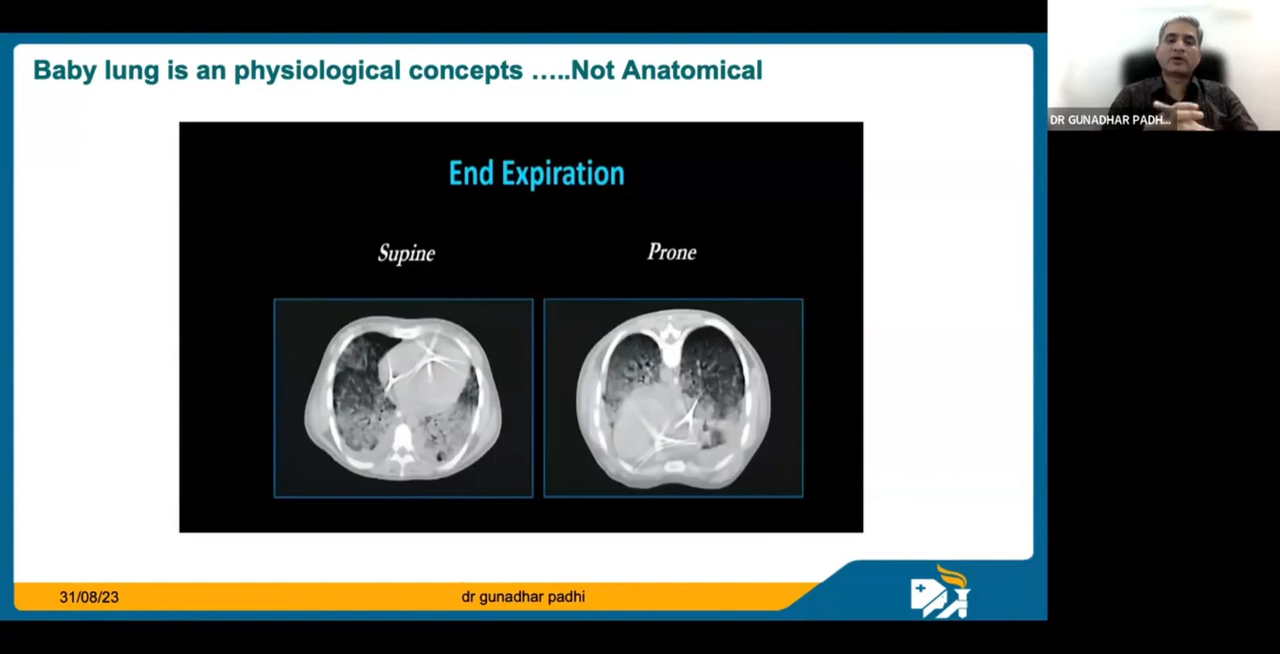 Baby lung is an physiological concepts .....Not Anatomical
DR GUNADHAR PADH...
End Expiration
Supine
Prone
31/08/23
dr gunadhar padhi